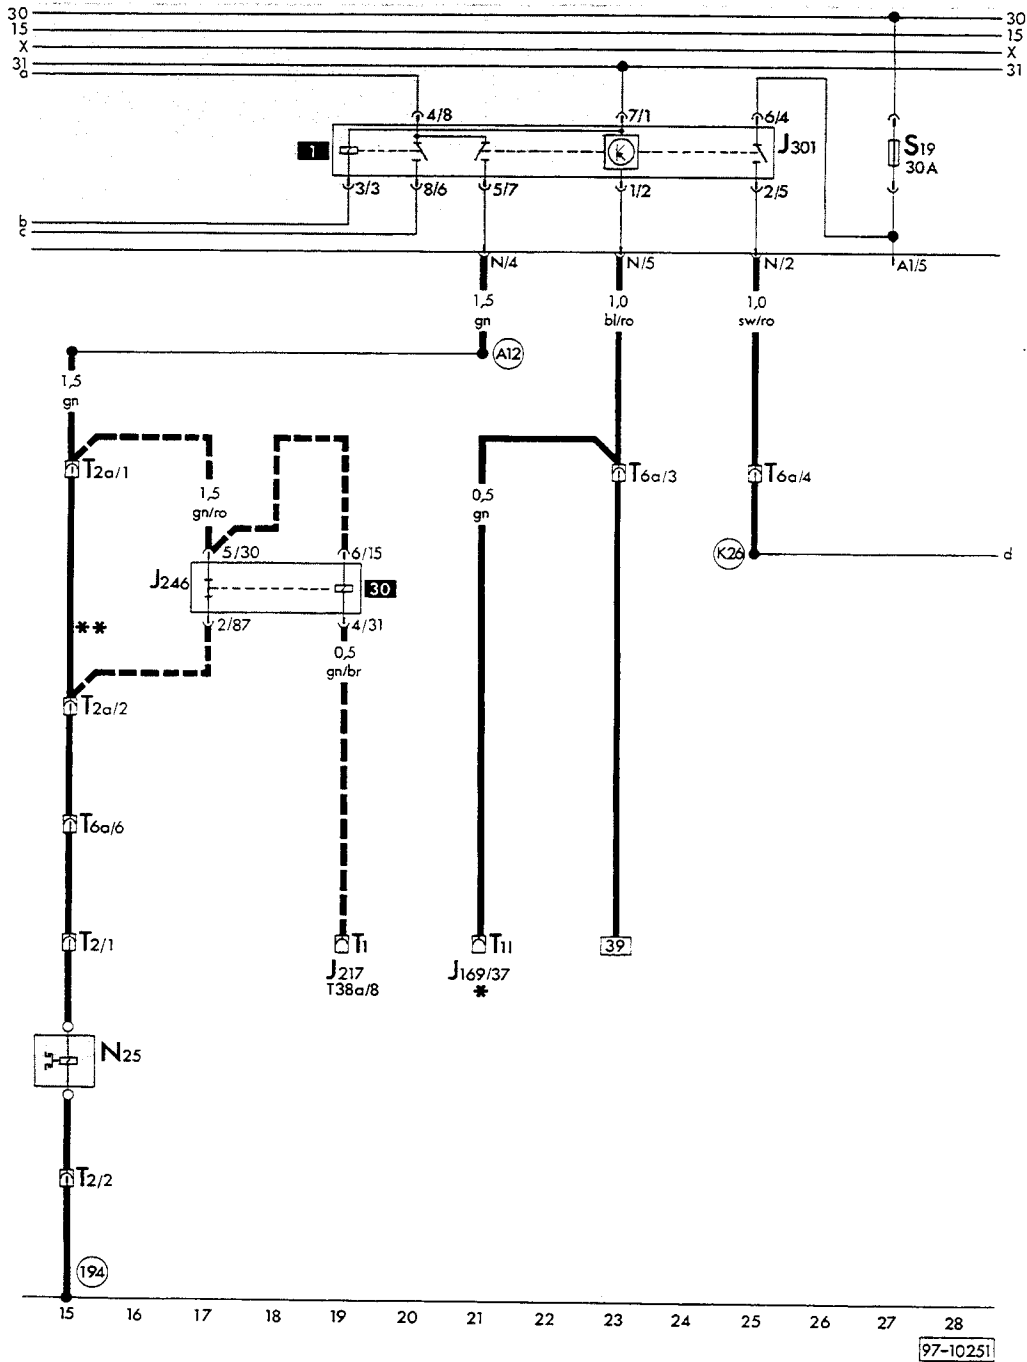 30 30
15 15
X X
31 31
a
4/8 7/1 6/4
1 J301 S19
30A
3/3 8/6 5/7 1/2 2/5
b
c
N/4 N/5 N/2 A1/5
1,5 1,0 1,0
gn bl/ro sw/ro
A12
1,5
gn
T2a/1 T6a/3 T6a/4
1,5 0,5
gn/ro gn
5/30 6/15 K26 d
J246 30
2/87 4/31
**
0,5
gn/br
T2a/2
T6a/6
T2/1 T1 T11 39
J217 J169/37
T38a/8 *
N25
T2/2
194
15 16 17 18 19 20 21 22 23 24 25 26 27 28
97-10251